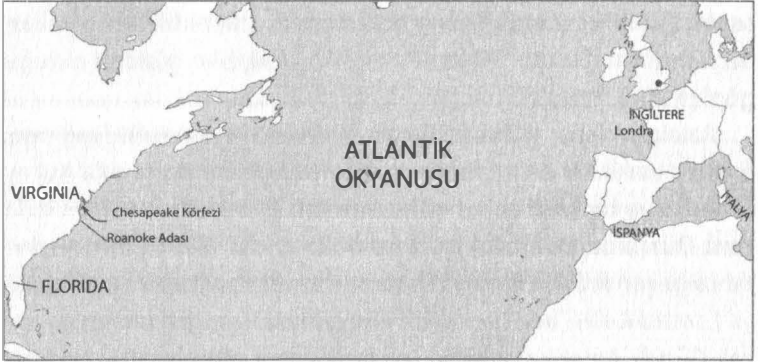 İNGİLTERE
Londra
ATLANTİK
OKYANUSU
VIRGINIA
Chesapeake Körfezi
Roanoke Adası
İTALYA
İSPANYA
FLORIDA